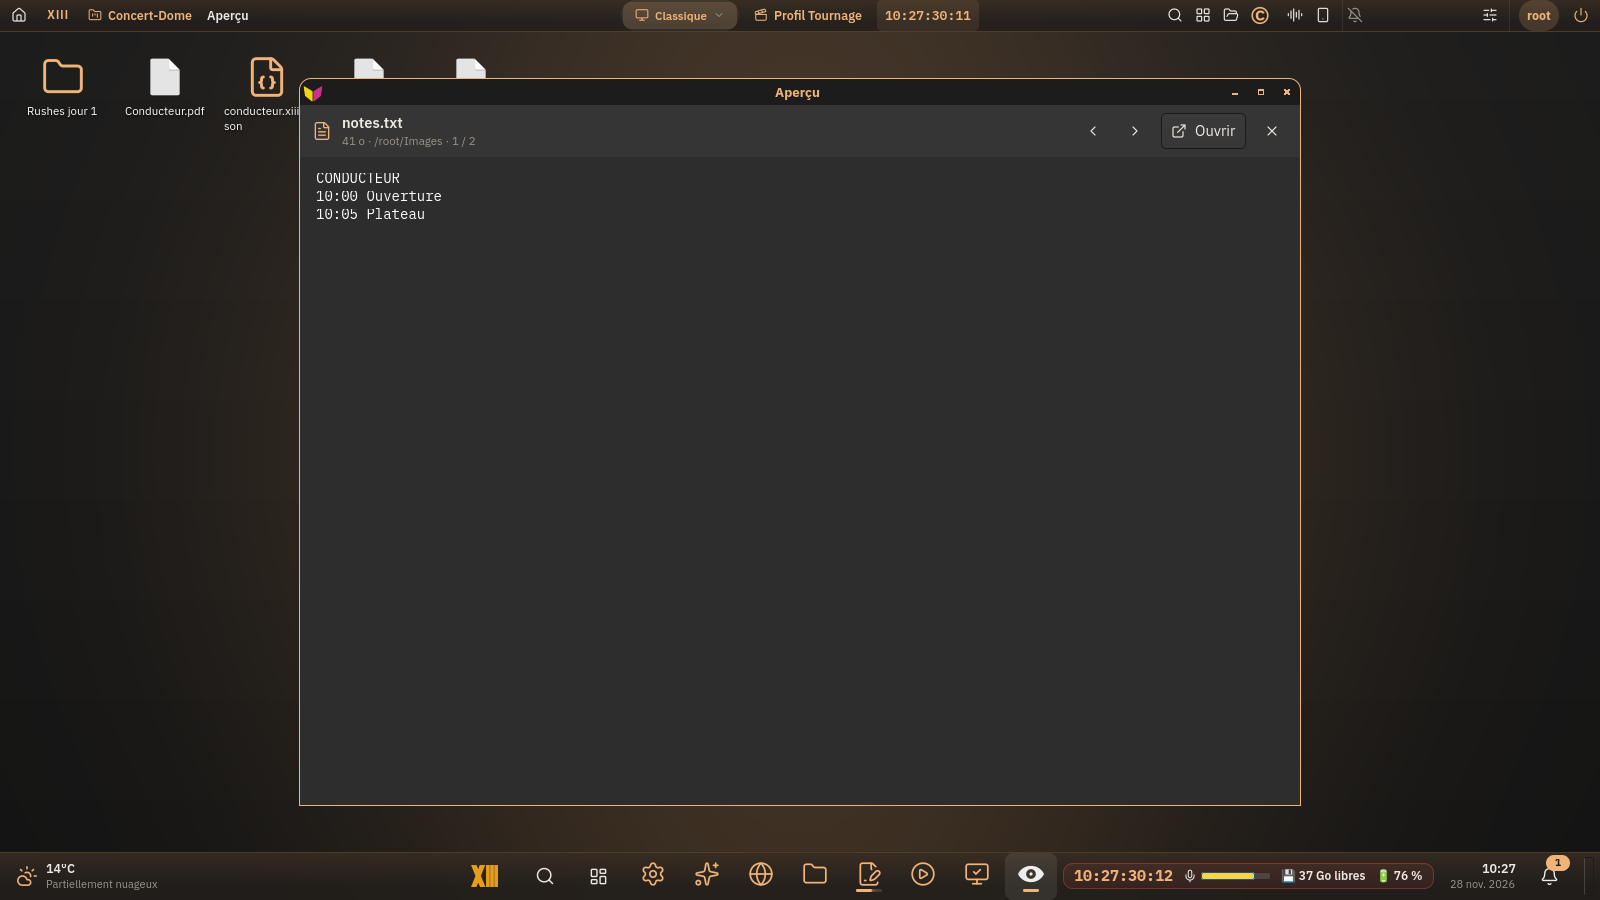 XIII Concert-Dome Aperçu Classique Profil Tournage 10:27:30:11 root
Rushes jour 1
Conducteur.pdf
conducteur.xiii
son
Aperçu
notes.txt
41 o · /root/Images · 1 / 2
Ouvrir
CONDUCTEUR
10:00 Ouverture
10:05 Plateau
14°C
Partiellement nuageux
XIII
10:27:30:12 37 Go libres 76 %
10:27
28 nov. 2026
1